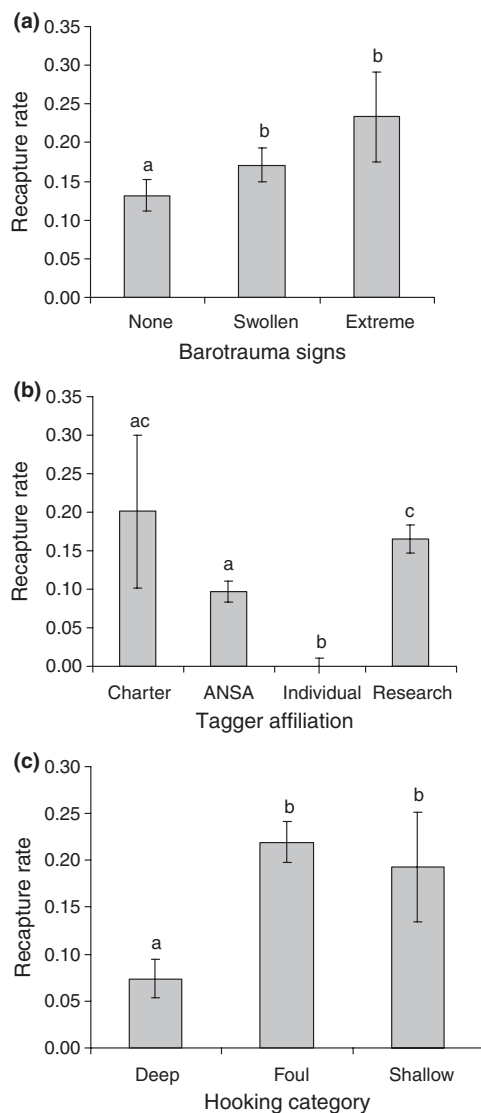 (a)
0.35
0.30
0.25
0.20
0.15
0.10
0.05
0.00
Recapture rate
a
b
b
None Swollen Extreme
Barotrauma signs
(b)
0.35
0.30
0.25
0.20
0.15
0.10
0.05
0.00
Recapture rate
ac
a
b
c
Charter ANSA Individual Research
Tagger affiliation
(c)
0.30
0.25
0.20
0.15
0.10
0.05
0.00
Recapture rate
a
b
b
Deep Foul Shallow
Hooking category